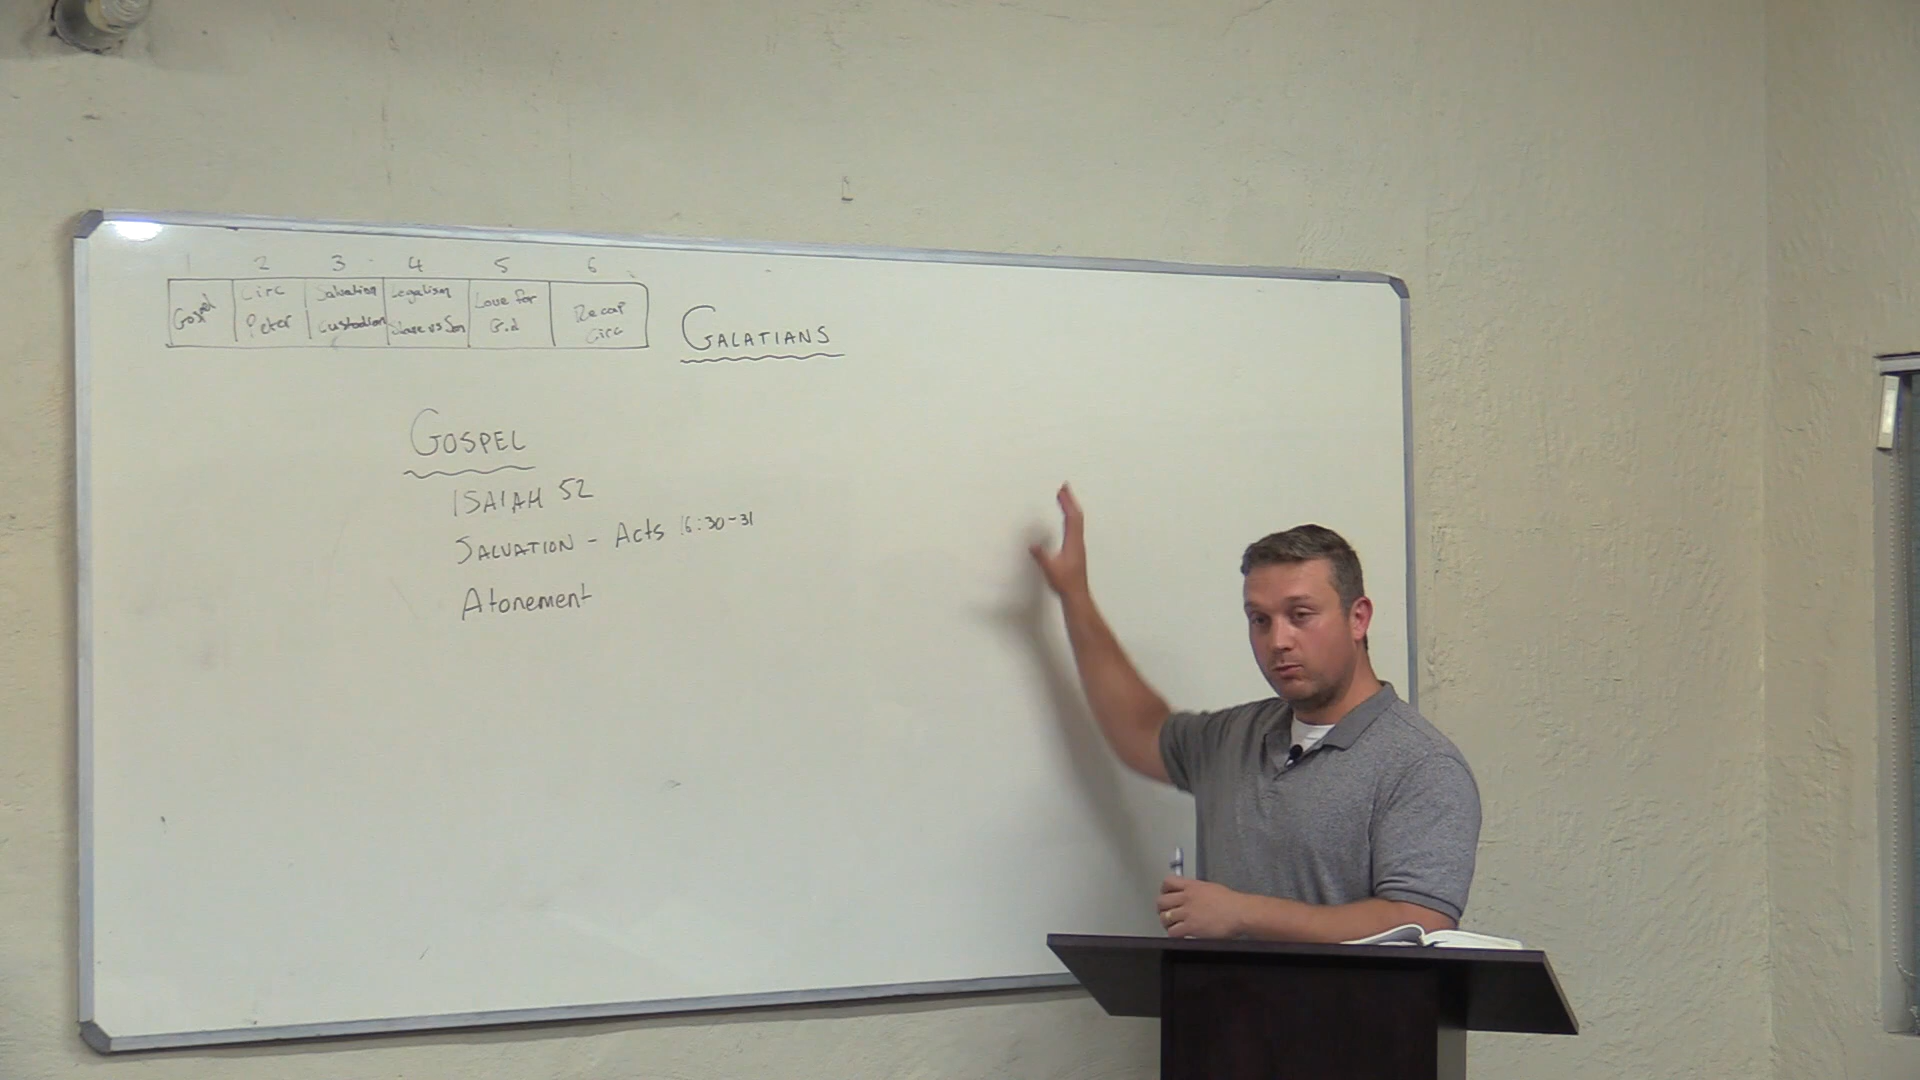 1 2 3 4 5 6
Gospel Circ Salvation Legalism Love for Recap
Peter Custodian Slave vs Son G.d Circ
GALATIANS
GOSPEL
ISAIAH 52
SALVATION - Acts 16:30-31
Atonement